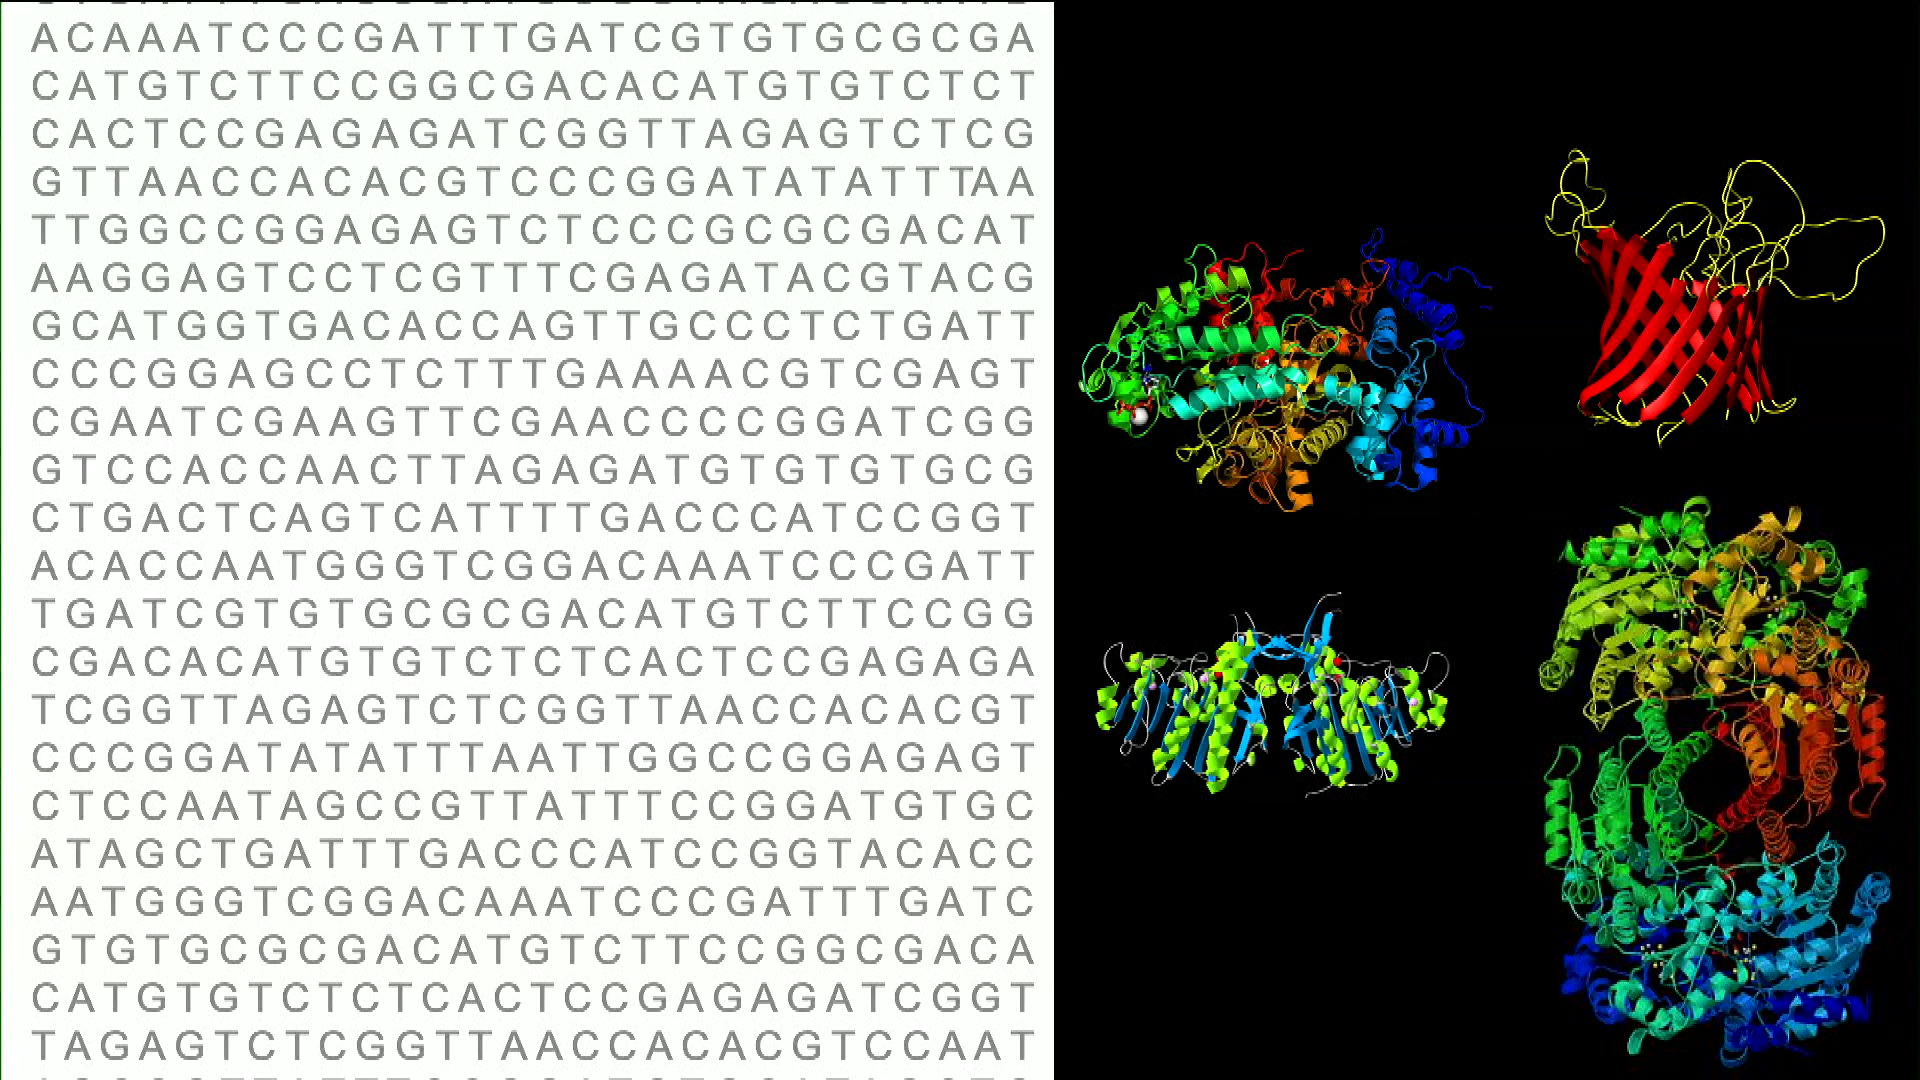 ACAAATCCCGATTTGATCGTGTGCGCGA
CATGTCTTCCGGCGACACATGTGTCTCT
CACTCCGAGAGATCGGTTAGAGTCTCG
GTTAACCACACGTCCCGGATATATTTAA
TTGGCCGGAGAGTCTCCCGCGCGACAT
AAGGAGTCCTCGTTTCGAGATACGTACG
GCATGGTGACACCAGTTGCCCTCTGATT
CCCGGAGCCTCTTTGAAAACGTCGAGT
CGAATCGAAGTTCGAACCCCGGATCGG
GTCCACCAACTTAGAGATGTGTGTGCG
CTGACTCAGTCATTTTGACCCATCCGGT
ACACCAATGGGTCGGACAAATCCCGATT
TGATCGTGTGCGCGACATGTCTTCCGG
CGACACATGTGTCTCTCACTCCGAGAGA
TCGGTTAGAGTCTCGGTTAACCACACGT
CCCGGATATATTTAATTGGCCGGAGAGT
CTCCAATAGCCGTTATTTCCGGATGTGC
ATAGCTGATTTGACCCATCCGGTACACC
AATGGGTCGGACAAATCCCGATTTGATC
GTGTGCGCGACATGTCTTCCGGCGACA
CATGTGTCTCTCACTCCGAGAGATCGGT
TAGAGTCTCGGTTAACCACACGTCCAAT